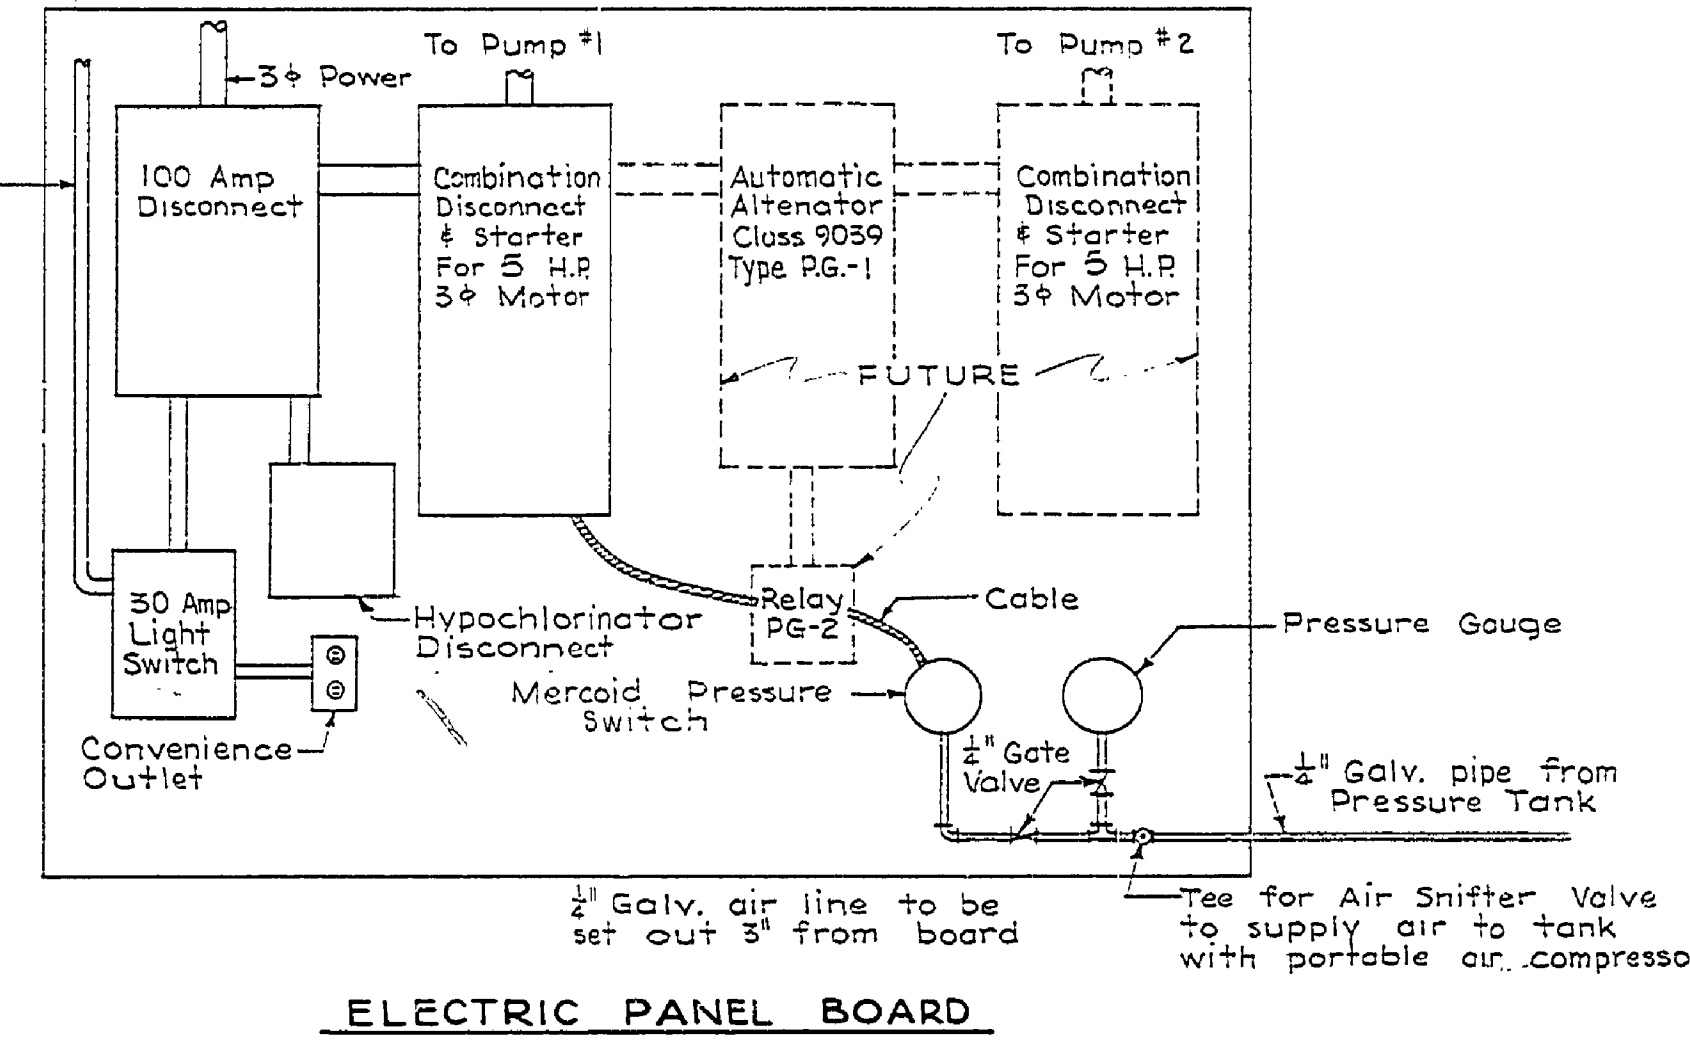 To Pump #1
To Pump #2
3ϕ Power
100 Amp
Disconnect
Combination
Disconnect
& Starter
For 5 H.P.
3ϕ Motor
Automatic
Altenator
Class 9039
Type P.G.-1
Combination
Disconnect
& Starter
For 5 H.P.
3ϕ Motor
FUTURE
30 Amp
Light
Switch
Hypochlorinator
Disconnect
Relay
PG-2
Cable
Pressure Gauge
Mercoid Pressure
Switch
Convenience
Outlet
1/4" Gate
Valve
1/4" Galv. pipe from
Pressure Tank
1/4" Galv. air line to be
set out 3" from board
Tee for Air Snifter Valve
to supply air to tank
with portable air compresso
ELECTRIC PANEL BOARD